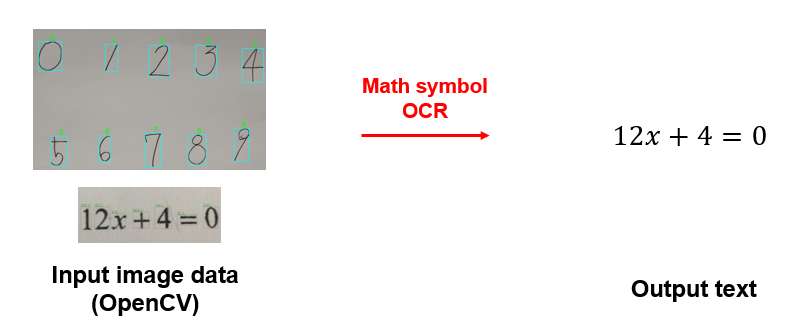 0 1 2 3 4
5 6 7 8 9
12x + 4 = 0
Input image data
(OpenCV)
Math symbol
OCR
12x + 4 = 0
Output text